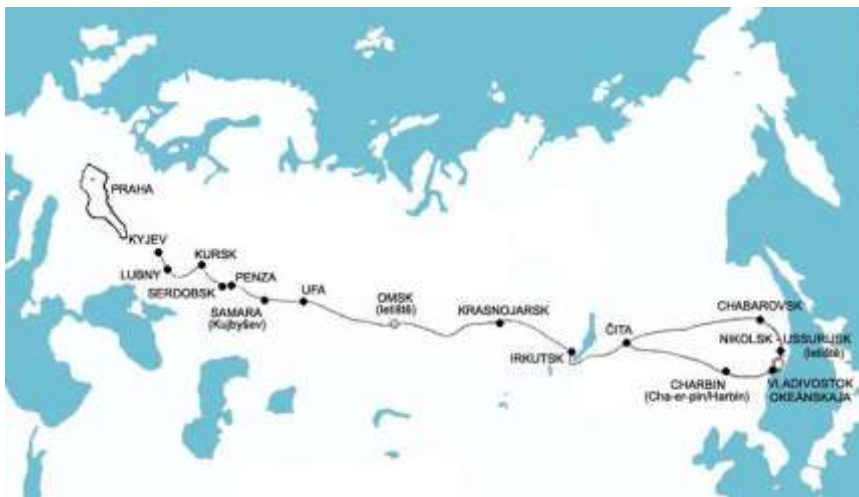 PRAHA
KYJEV
LUBNY
KURSK
SERDOBSK
PENZA
SAMARA
(Kujbyšev)
UFA
OMSK
(letiště)
KRASNOJARSK
IRKUTSK
ČITA
CHABAROVSK
NIKOLSK - USSURIJSK
(letiště)
CHARBIN
(Cha-er-pin/Harbin)
VLADIVOSTOK
OKEÁNSKAJA